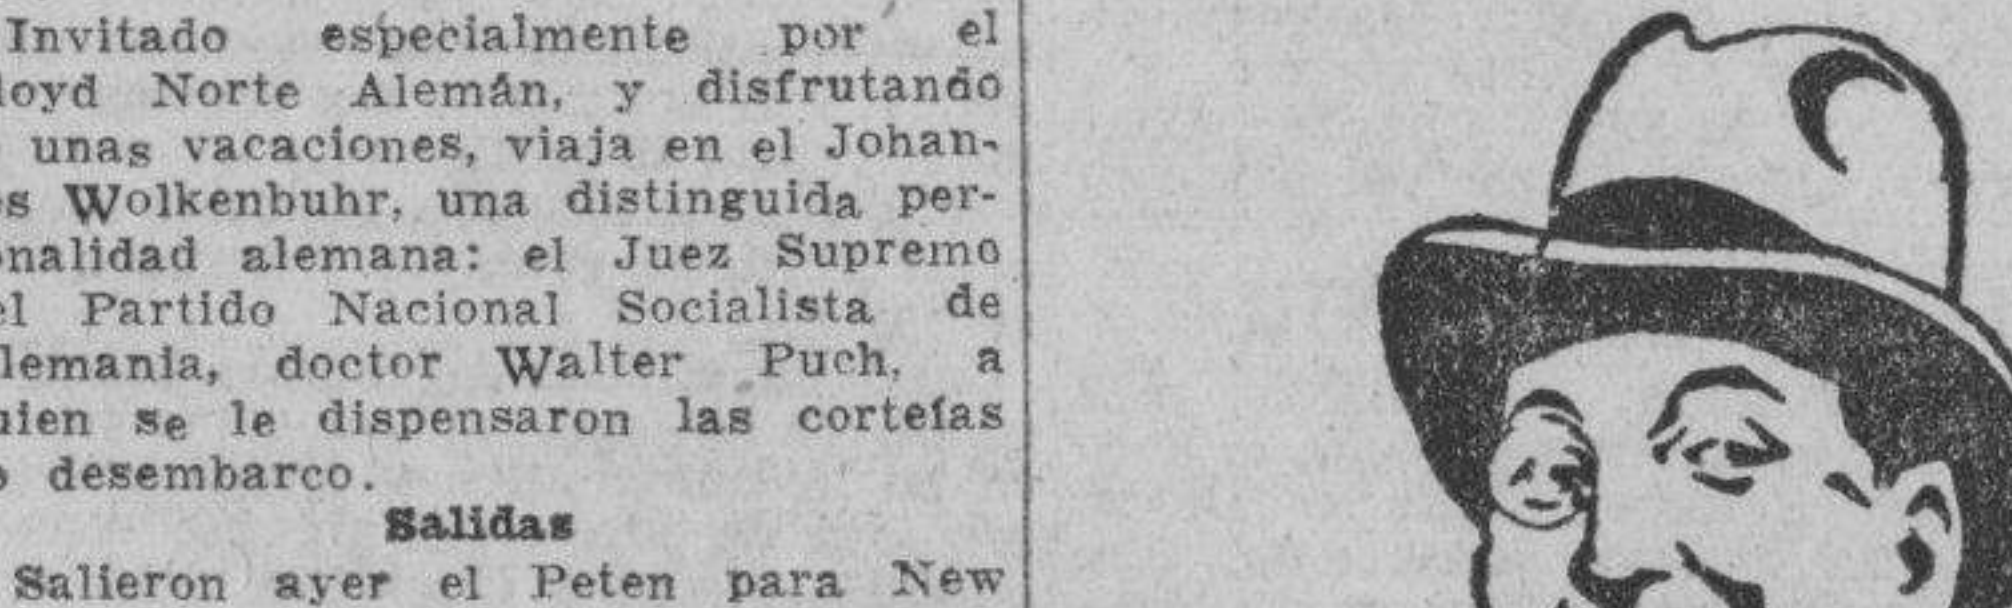 Invitado especialmente por el
loyd Norte Alemán, y disfrutando
unas vacaciones, viaja en el Johan-
s Wolkenbuhr, una distinguida per-
onalidad alemana: el Juez Supremo
el Partido Nacional Socialista de
lemania, doctor Walter Puch, a
uien se le dispensaron las corteías
desembarco.
Salidas
Salieron ayer el Peten para New